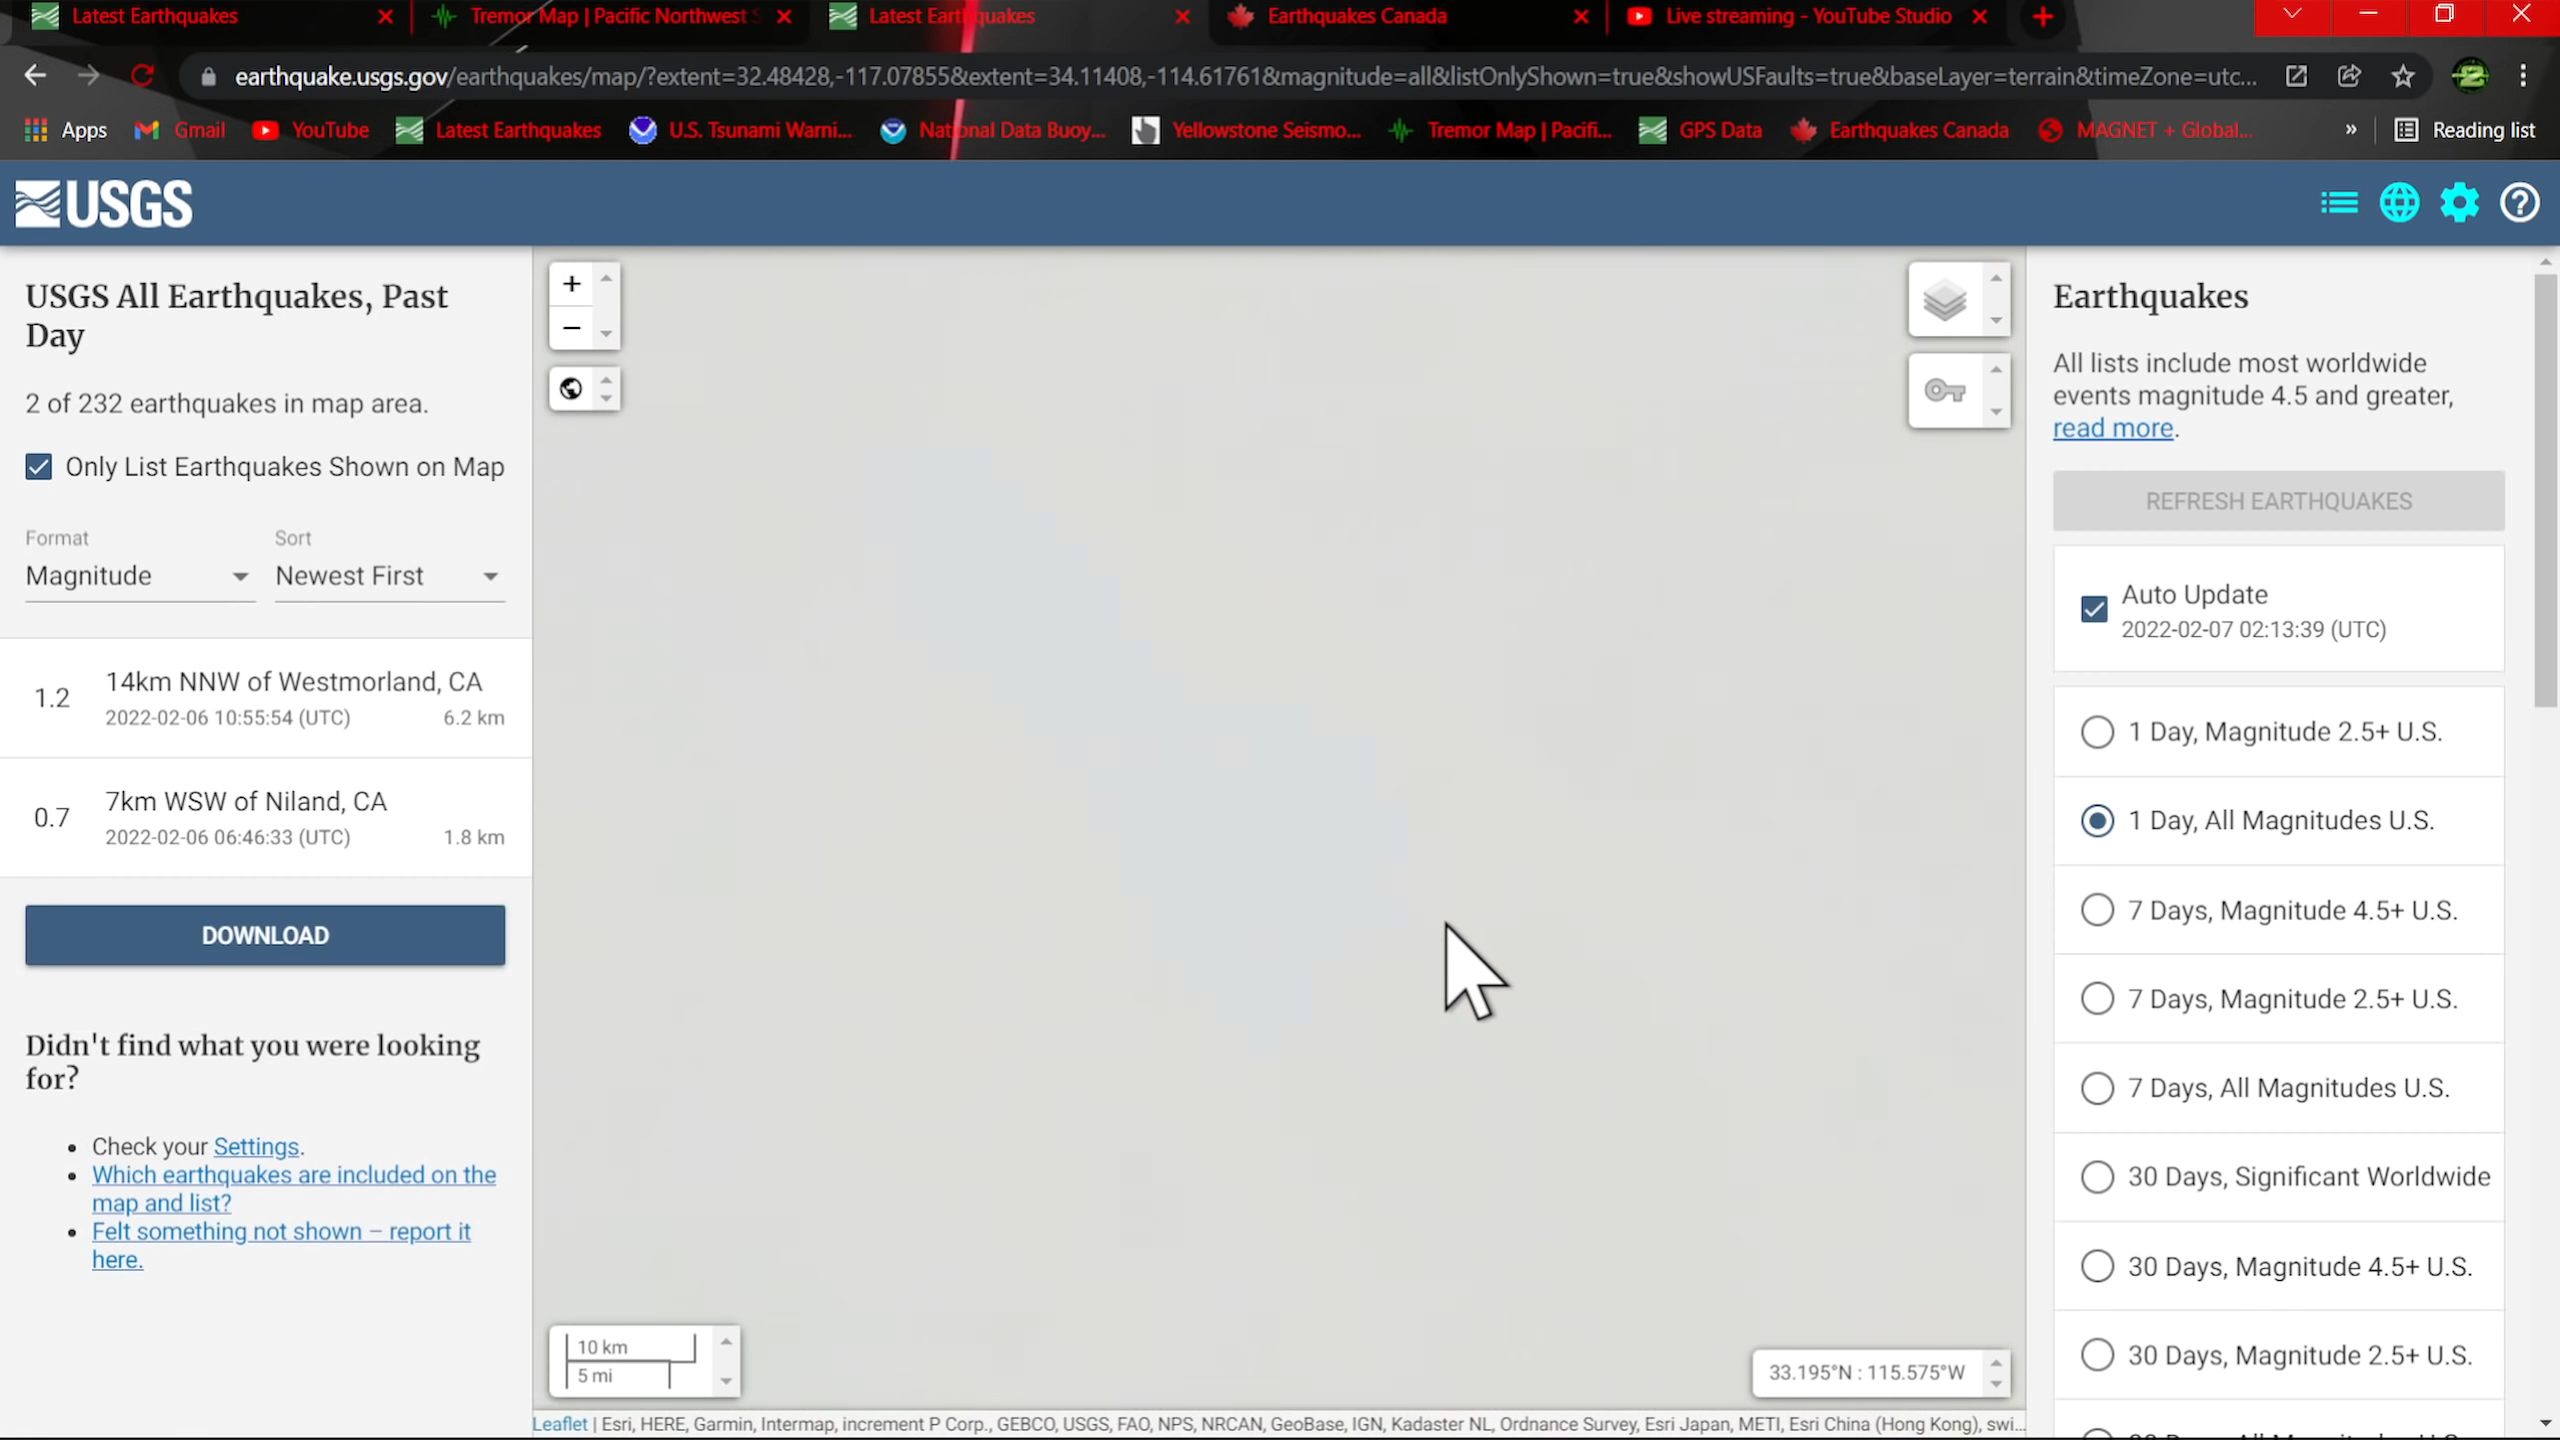 Latest Earthquakes
Tremor Map | Pacific Northwest S
Latest Earthquakes
Earthquakes Canada
Live streaming - YouTube Studio
earthquake.usgs.gov/earthquakes/map/?extent=32.48428,-117.07855&extent=34.11408,-114.61761&magnitude=all&listOnlyShown=true&showUSFaults=true&baseLayer=terrain&timeZone=utc...
Apps
Gmail
YouTube
Latest Earthquakes
U.S. Tsunami Warni...
National Data Buoy...
Yellowstone Seismo...
Tremor Map | Pacifi...
GPS Data
Earthquakes Canada
MAGNET + Global...
»
Reading list
USGS
USGS All Earthquakes, Past
Day
2 of 232 earthquakes in map area.
Only List Earthquakes Shown on Map
Format
Sort
Magnitude
Newest First
1.2
14km NNW of Westmorland, CA
2022-02-06 10:55:54 (UTC)
6.2 km
0.7
7km WSW of Niland, CA
2022-02-06 06:46:33 (UTC)
1.8 km
DOWNLOAD
Didn't find what you were looking
for?
• Check your Settings.
• Which earthquakes are included on the
map and list?
• Felt something not shown – report it
here.
+
−
10 km
5 mi
33.195°N : 115.575°W
Leaflet | Esri, HERE, Garmin, Intermap, increment P Corp., GEBCO, USGS, FAO, NPS, NRCAN, GeoBase, IGN, Kadaster NL, Ordnance Survey, Esri Japan, METI, Esri China (Hong Kong), swi...
Earthquakes
All lists include most worldwide
events magnitude 4.5 and greater,
read more.
REFRESH EARTHQUAKES
Auto Update
2022-02-07 02:13:39 (UTC)
1 Day, Magnitude 2.5+ U.S.
1 Day, All Magnitudes U.S.
7 Days, Magnitude 4.5+ U.S.
7 Days, Magnitude 2.5+ U.S.
7 Days, All Magnitudes U.S.
30 Days, Significant Worldwide
30 Days, Magnitude 4.5+ U.S.
30 Days, Magnitude 2.5+ U.S.